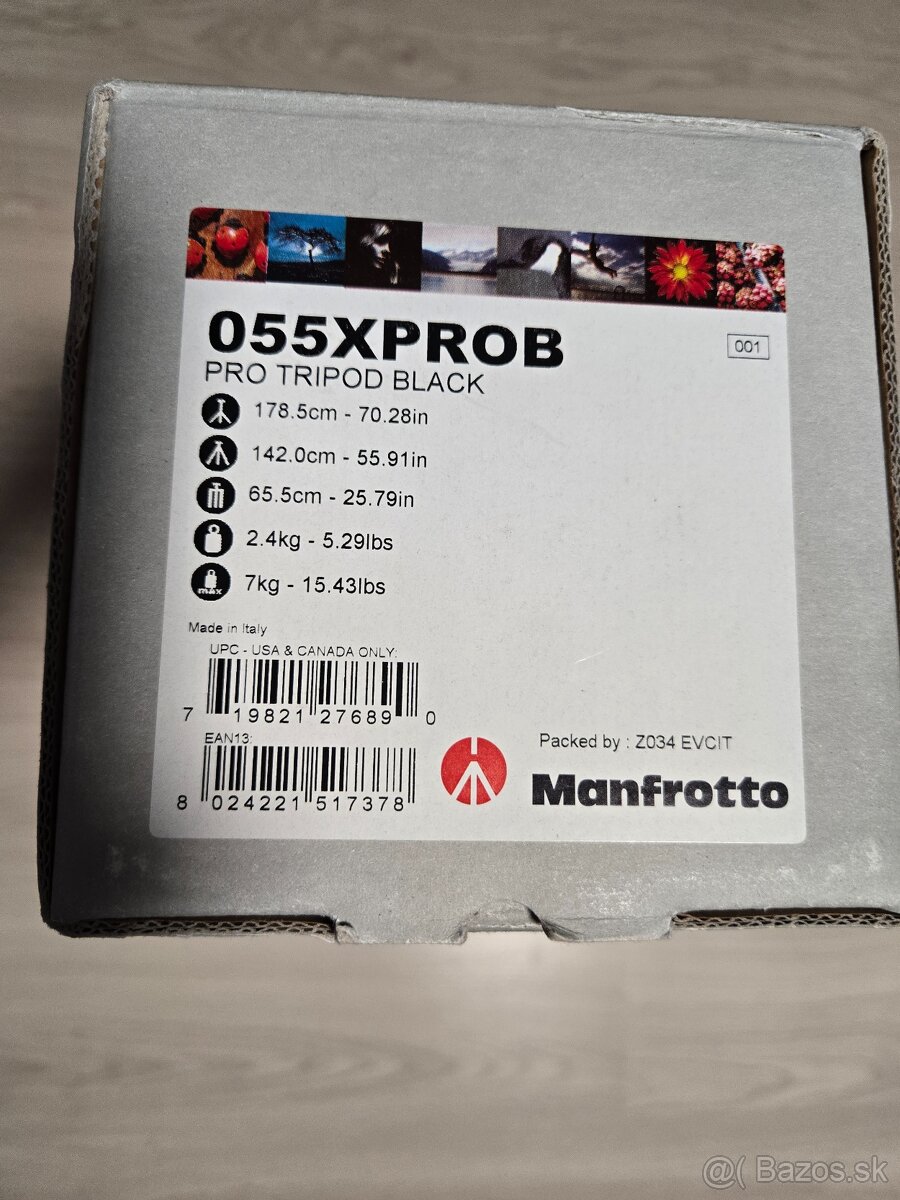 055XPROB
001
PRO TRIPOD BLACK
178.5cm - 70.28in
142.0cm - 55.91in
65.5cm - 25.79in
2.4kg - 5.29lbs
max
7kg - 15.43lbs
Made in Italy
UPC - USA & CANADA ONLY:
7 19821 27689 0
EAN13:
8 024221 517378
Packed by : Z034 EVCIT
Manfrotto
@( Bazos.sk